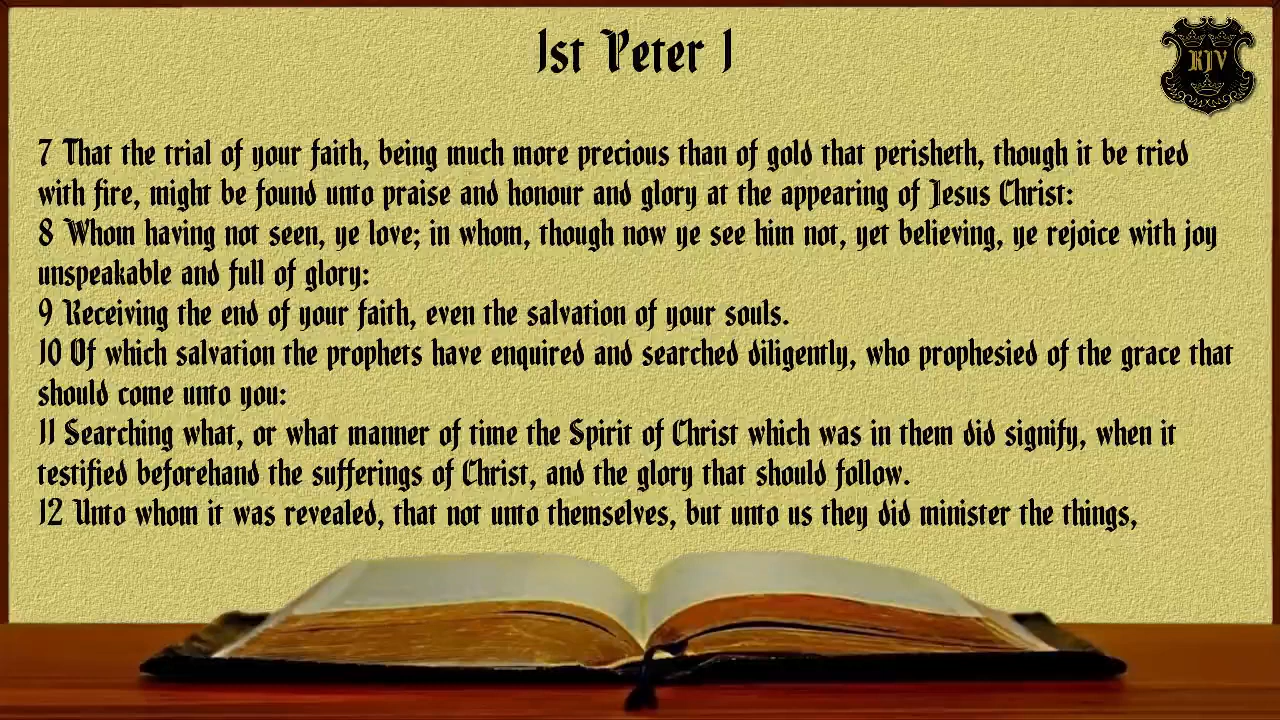 1st Peter 1
KJV
7 That the trial of your faith, being much more precious than of gold that perisheth, though it be tried
with fire, might be found unto praise and honour and glory at the appearing of Jesus Christ:
8 Whom having not seen, ye love; in whom, though now ye see him not, yet believing, ye rejoice with joy
unspeakable and full of glory:
9 Receiving the end of your faith, even the salvation of your souls.
10 Of which salvation the prophets have enquired and searched diligently, who prophesied of the grace that
should come unto you:
11 Searching what, or what manner of time the Spirit of Christ which was in them did signify, when it
testified beforehand the sufferings of Christ, and the glory that should follow.
12 Unto whom it was revealed, that not unto themselves, but unto us they did minister the things,